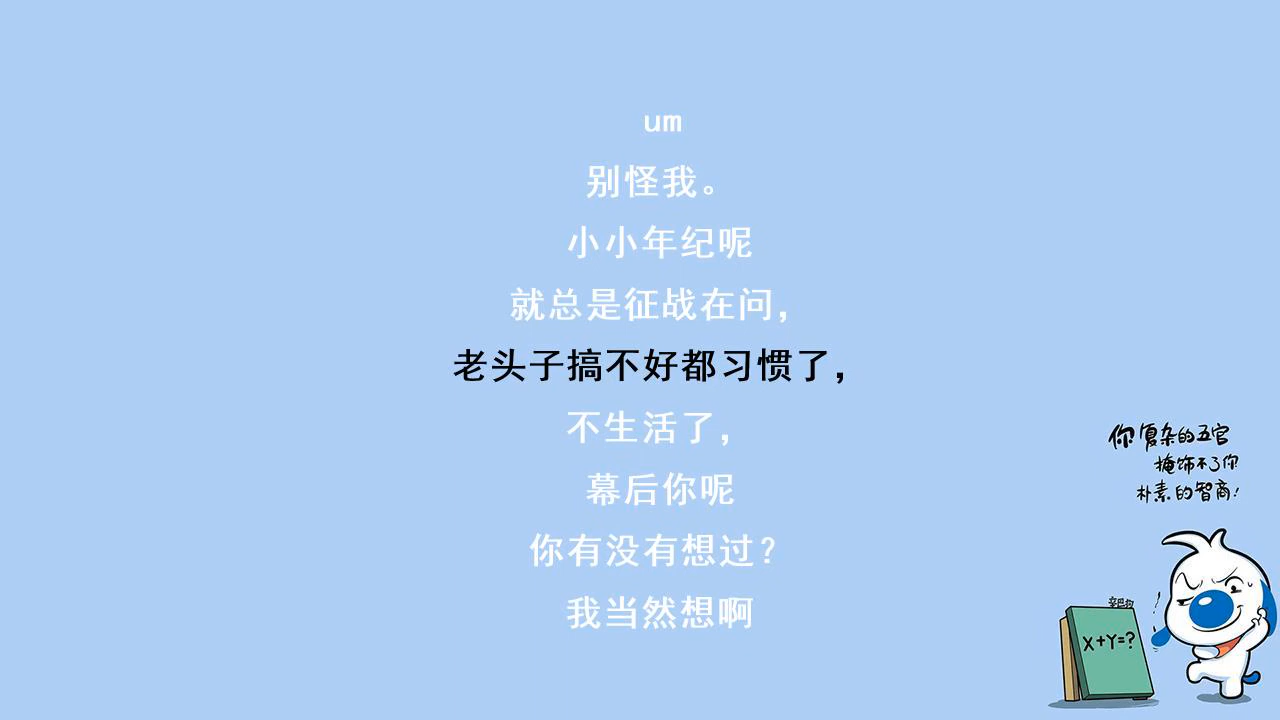 um
别怪我。
小小年纪呢
就总是征战在问，
老头子搞不好都习惯了，
不生活了，
幕后你呢
你有没有想过？
我当然想啊
你复杂的五官
掩饰不了你
朴素的智商！
X+Y=?